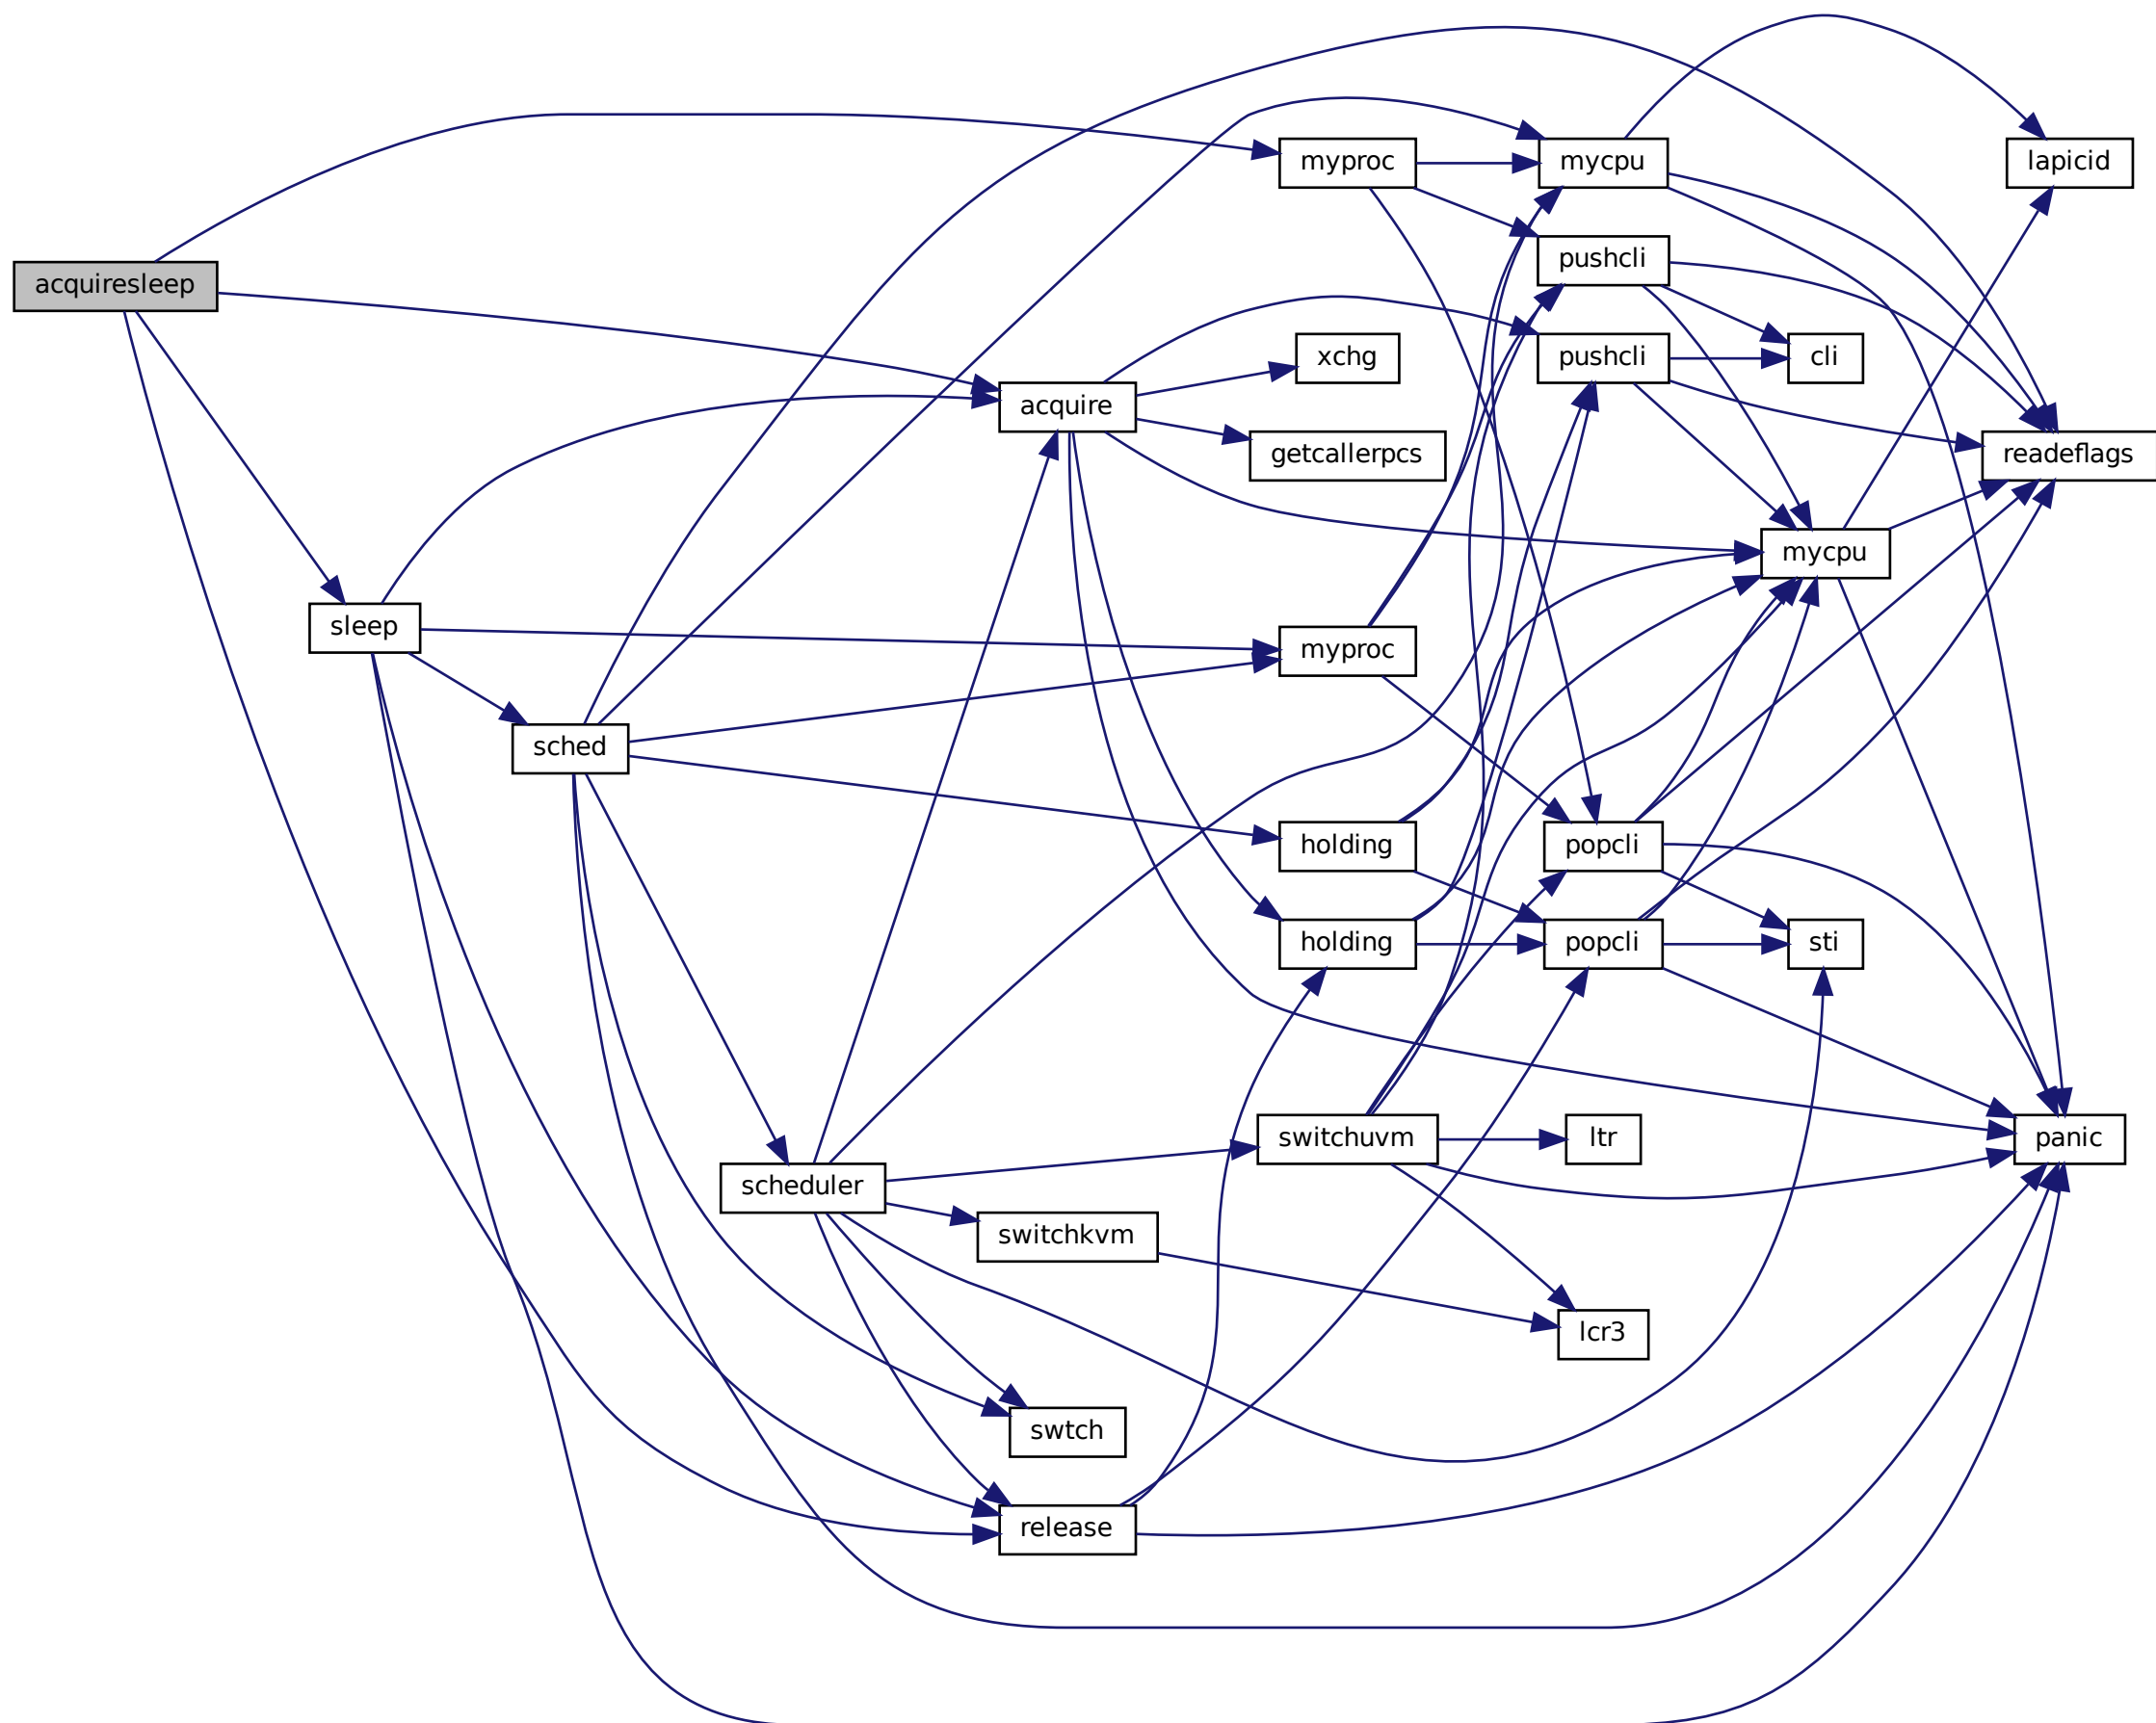 acquiresleep
myproc
mycpu
lapicid
pushcli
xchg
pushcli
cli
acquire
getcallerpcs
readeflags
mycpu
sleep
myproc
sched
holding
popcli
holding
popcli
sti
switchuvm
ltr
panic
scheduler
switchkvm
lcr3
swtch
release